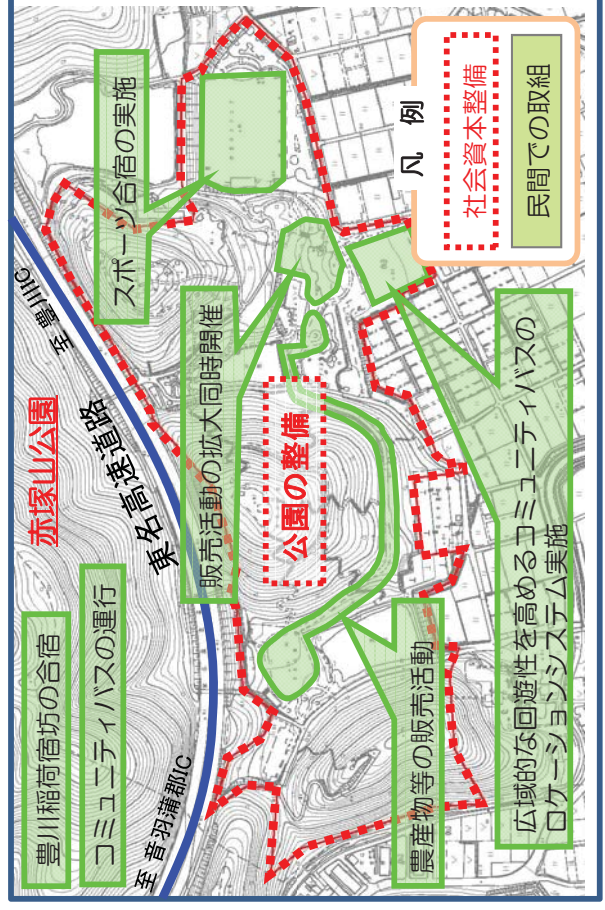 赤塚山公園
豊川稲荷宿坊の合宿
コミュニティバスの運行
東名高速道路
至 豊川IC
至 音羽蒲郡IC
スポーツ合宿の実施
販売活動の拡大同時開催
公園の整備
農産物等の販売活動
広域的な回遊性を高めるコミュニティバスの
ロケーションシステム実施
凡 例
社会資本整備
民間での取組